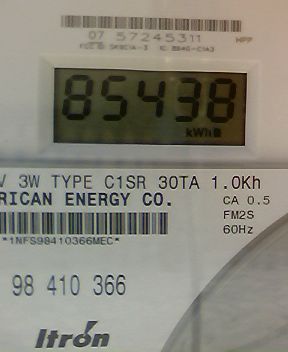 07 57245311
HPP
85438
kWh
V 3W TYPE C1SR 30TA 1.0Kh
RICAN ENERGY CO.
CA 0.5
FM2S
60Hz
*1NFS98410366MEC*
98 410 366
Itron